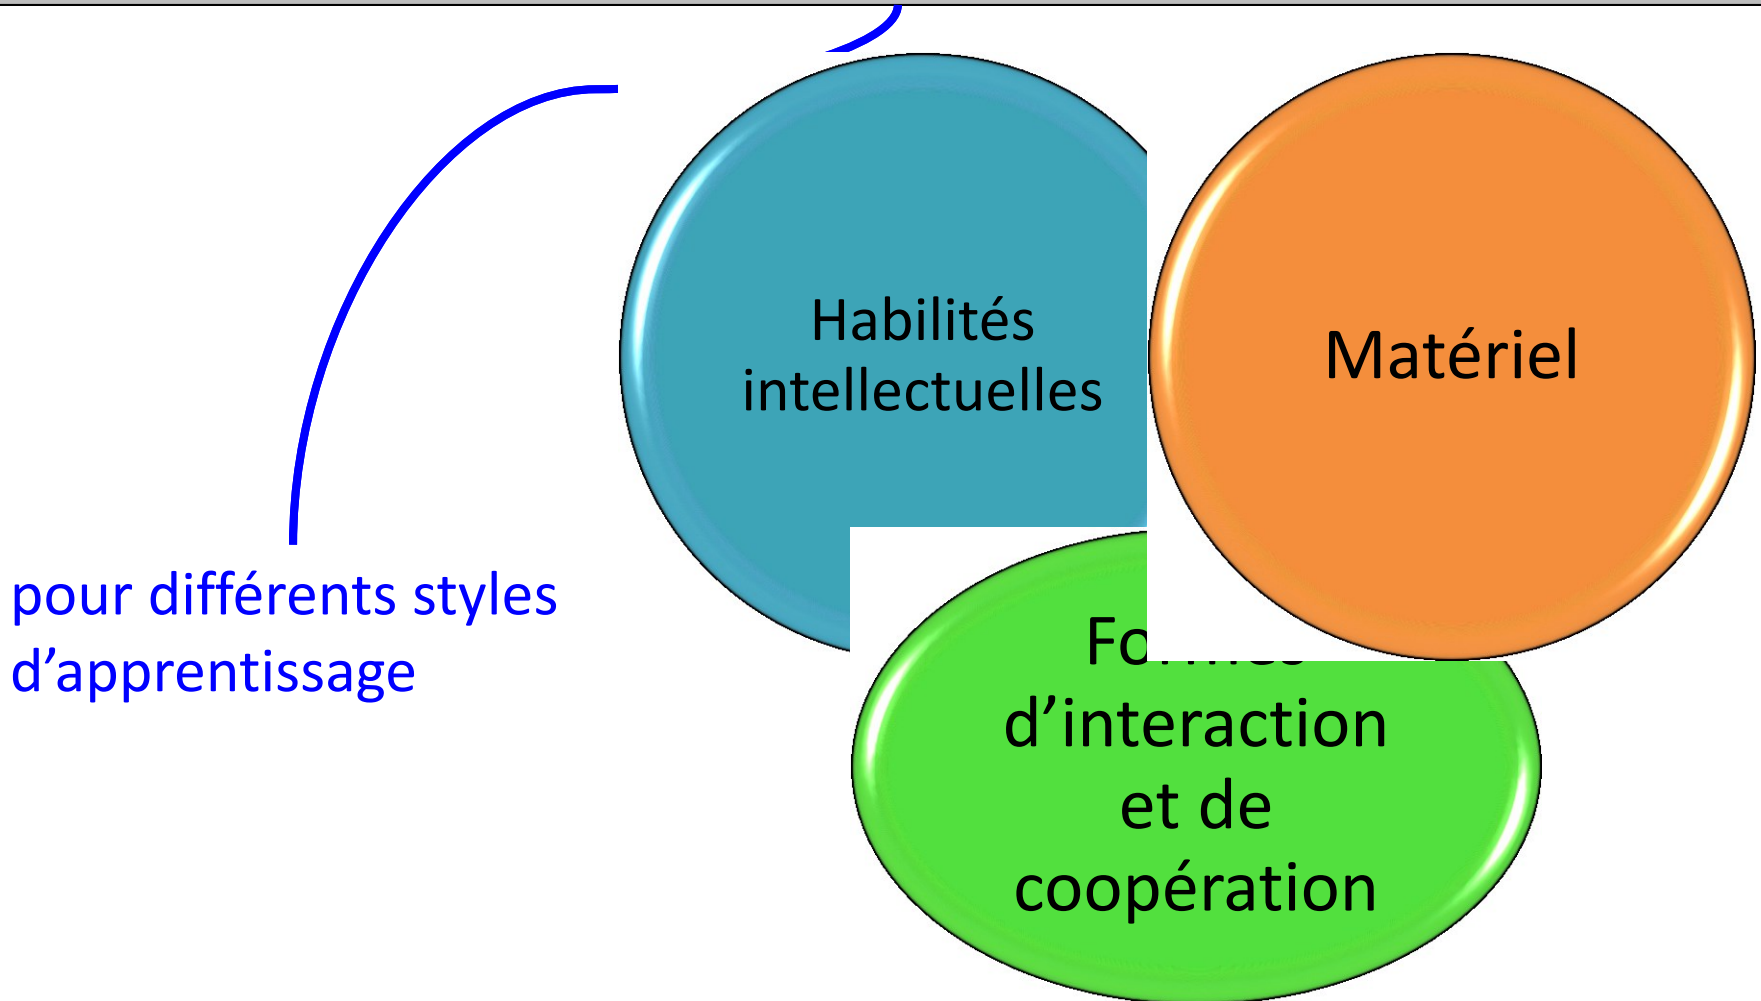 Habilités
intellectuelles
Matériel
pour différents styles
d’apprentissage
d’interaction
et de
coopération